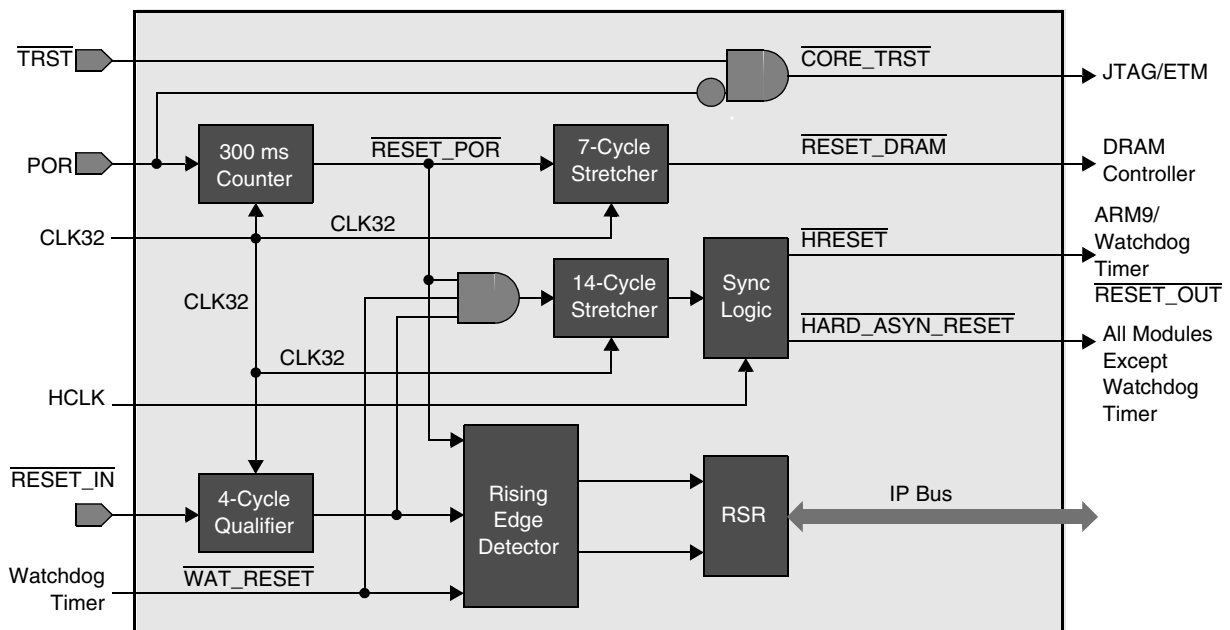 TRST
CORE_TRST
JTAG/ETM
POR
300 ms
Counter
RESET_POR
7-Cycle
Stretcher
RESET_DRAM
DRAM
Controller
CLK32
CLK32
CLK32
14-Cycle
Stretcher
Sync
Logic
HRESET
ARM9/
Watchdog
Timer
RESET_OUT
HARD_ASYN_RESET
All Modules
Except
Watchdog
Timer
CLK32
HCLK
RESET_IN
4-Cycle
Qualifier
Rising
Edge
Detector
RSR
IP Bus
Watchdog
Timer
WAT_RESET